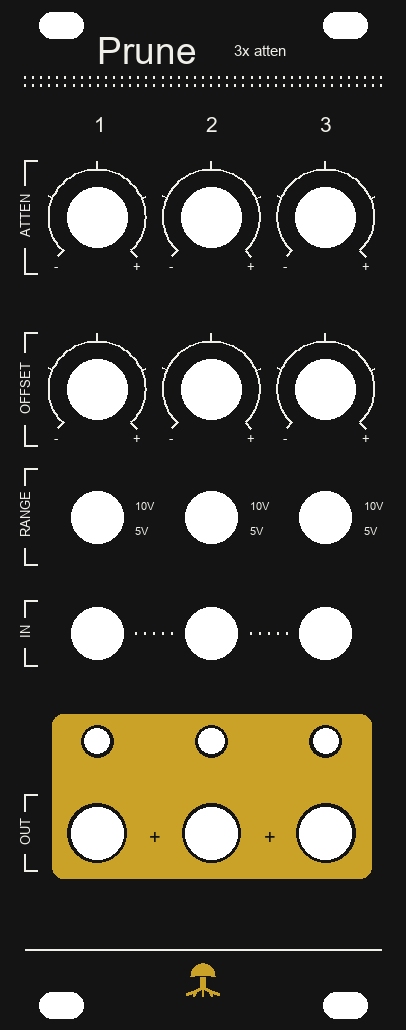 Prune 3x atten
1 2 3
ATTEN
- + - + - +
OFFSET
- + - + - +
RANGE
10V 10V 10V
5V 5V 5V
IN
OUT
+ +